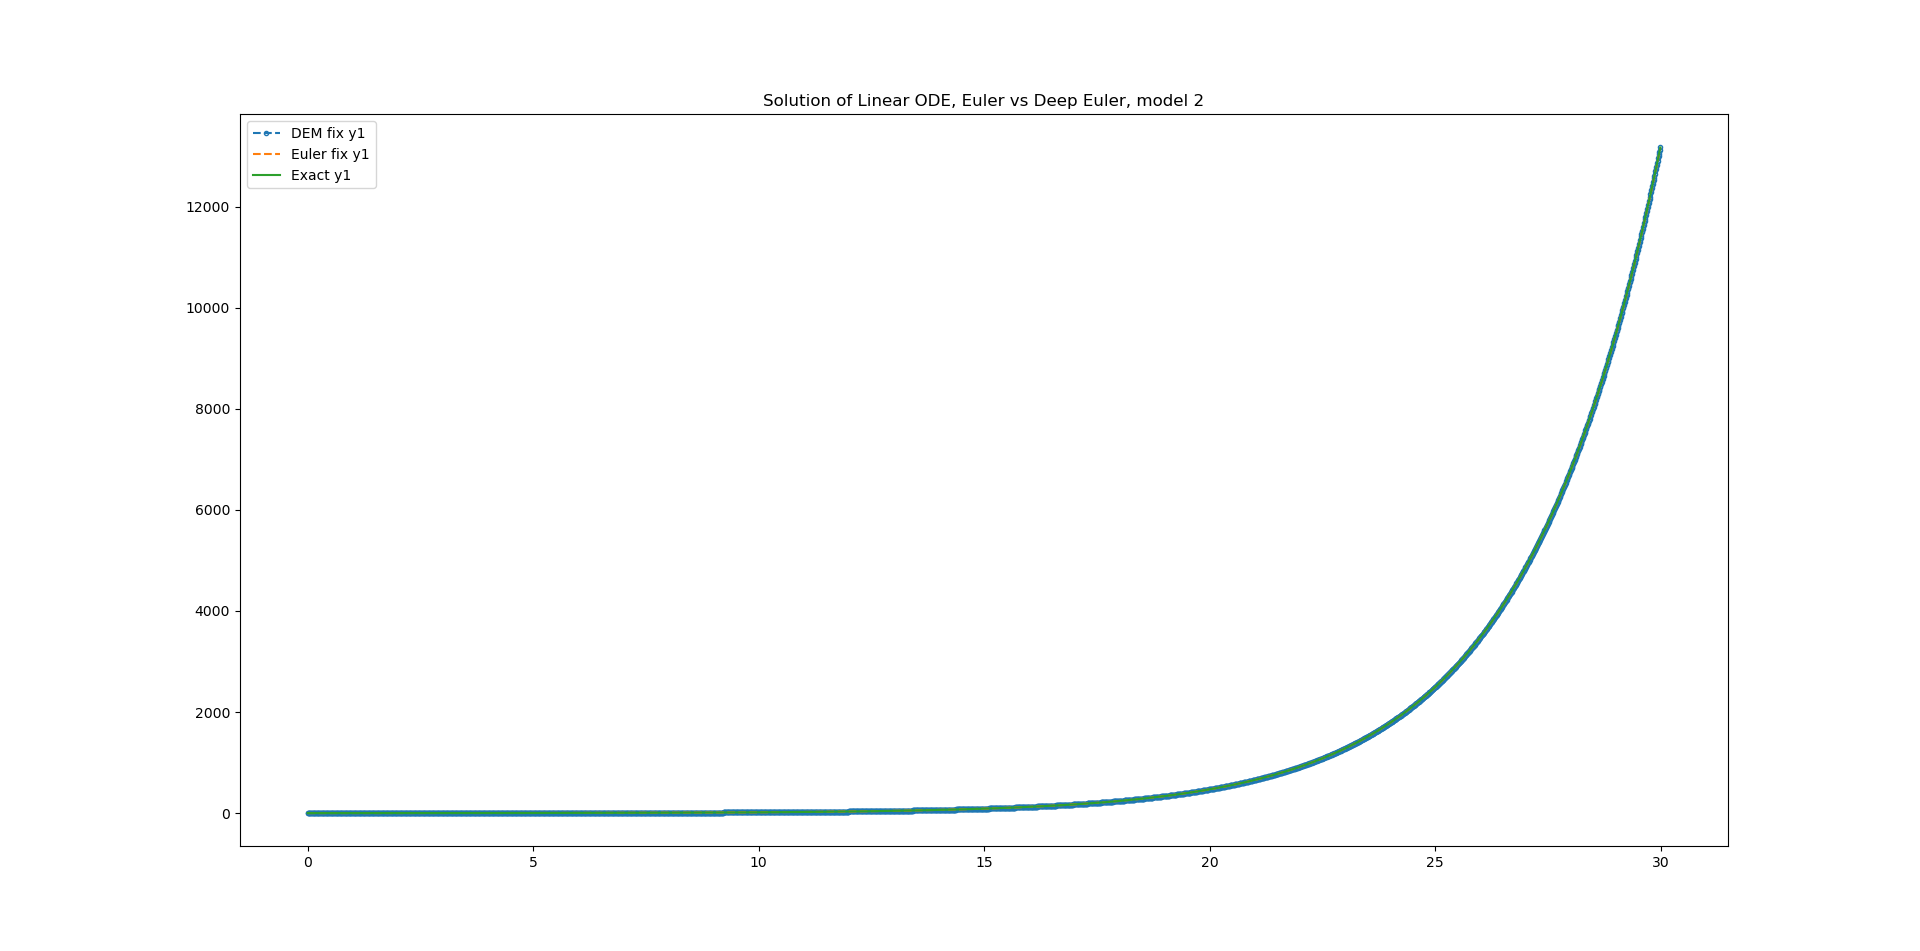 Solution of Linear ODE, Euler vs Deep Euler, model 2
DEM fix y1
Euler fix y1
Exact y1
12000
10000
8000
6000
4000
2000
0
0 5 10 15 20 25 30